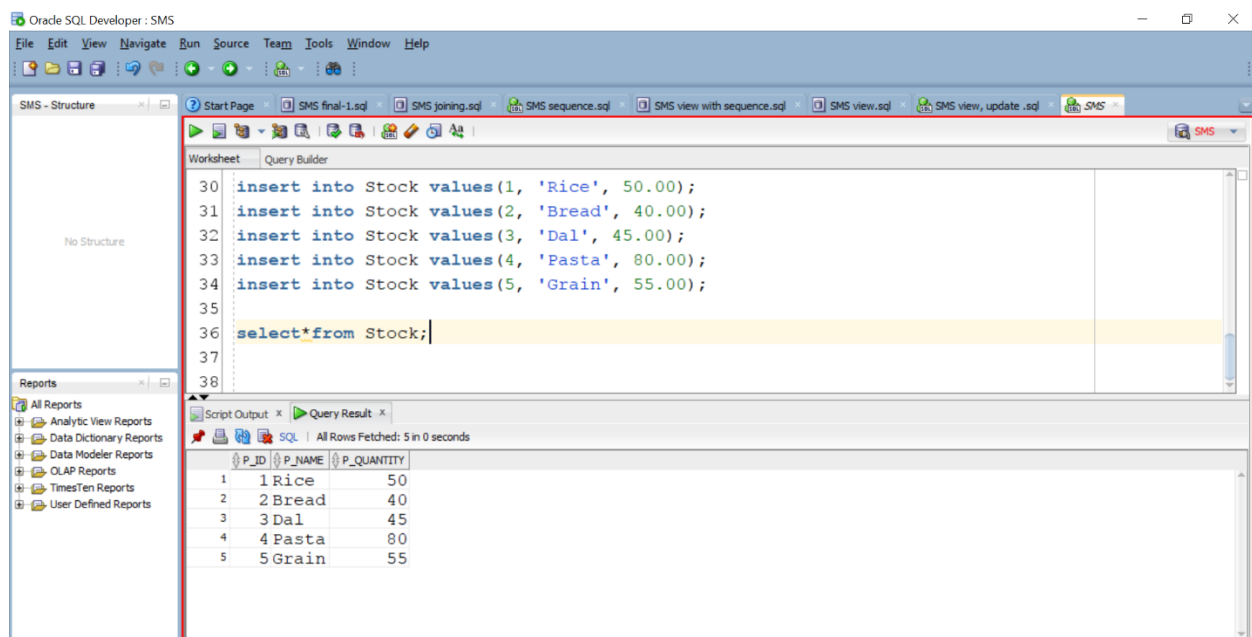 Oracle SQL Developer : SMS
File Edit View Navigate Run Source Team Tools Window Help
SMS - Structure
Start Page SMS final-1.sql SMS joining.sql SMS sequence.sql SMS view with sequence.sql SMS view.sql SMS view, update .sql SMS
SMS
Worksheet Query Builder
30 insert into Stock values(1, 'Rice', 50.00);
31 insert into Stock values(2, 'Bread', 40.00);
32 insert into Stock values(3, 'Dal', 45.00);
33 insert into Stock values(4, 'Pasta', 80.00);
34 insert into Stock values(5, 'Grain', 55.00);
35
36 select*from Stock;
37
38
No Structure
Reports
All Reports
Analytic View Reports
Data Dictionary Reports
Data Modeler Reports
OLAP Reports
TimesTen Reports
User Defined Reports
Script Output Query Result
SQL | All Rows Fetched: 5 in 0 seconds
P_ID P_NAME P_QUANTITY
1 1 Rice 50
2 2 Bread 40
3 3 Dal 45
4 4 Pasta 80
5 5 Grain 55